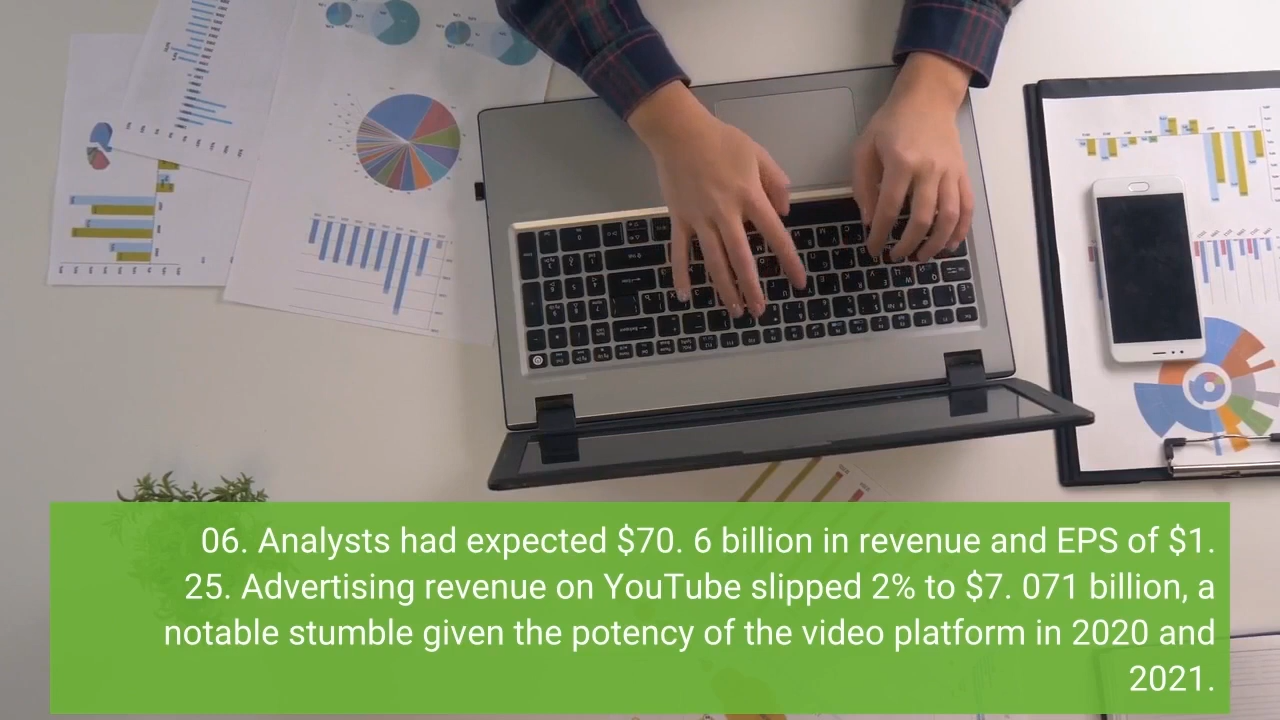 06. Analysts had expected $70. 6 billion in revenue and EPS of $1.
25. Advertising revenue on YouTube slipped 2% to $7. 071 billion, a
notable stumble given the potency of the video platform in 2020 and
2021.